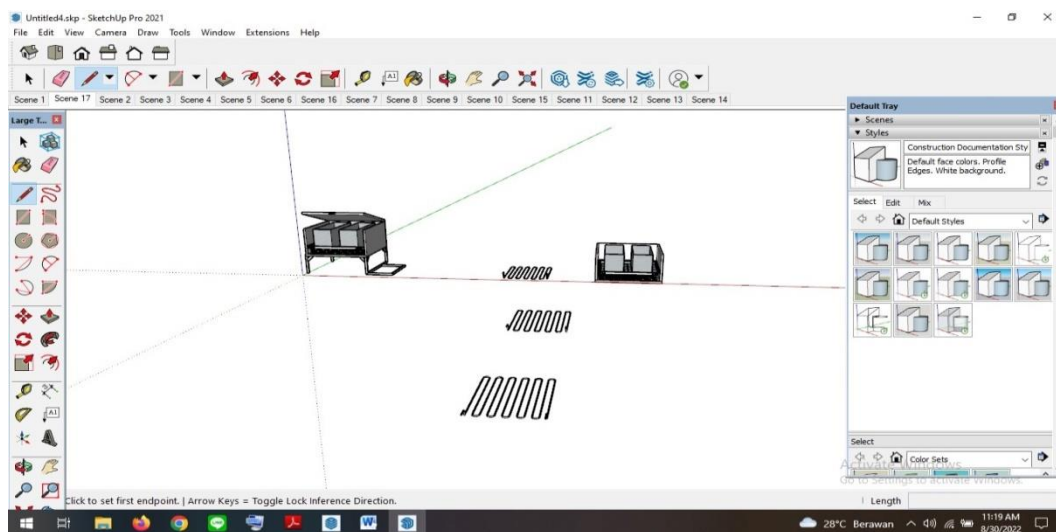 Untitled4.skp - SketchUp Pro 2021
File Edit View Camera Draw Tools Window Extensions Help
Scene 1 Scene 17 Scene 2 Scene 3 Scene 4 Scene 5 Scene 6 Scene 16 Scene 7 Scene 8 Scene 9 Scene 10 Scene 15 Scene 11 Scene 12 Scene 13 Scene 14
Large T...
Default Tray
Scenes
Styles
Construction Documentation Sty
Default face colors. Profile
Edges. White background.
Select Edit Mix
Default Styles
Select
Color Sets
Activate Windows
Go to Settings to activate Windows.
Click to set first endpoint. | Arrow Keys = Toggle Lock Inference Direction.
Length
28°C Berawan
11:19 AM
8/30/2022